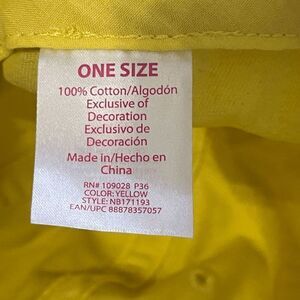 ONE SIZE
100% Cotton/Algodón
Exclusive of
Decoration
Exclusivo de
Decoración
Made in/Hecho en
China
RN# 109028 P36
COLOR: YELLOW
STYLE: NB171193
EAN/UPC 88878357057